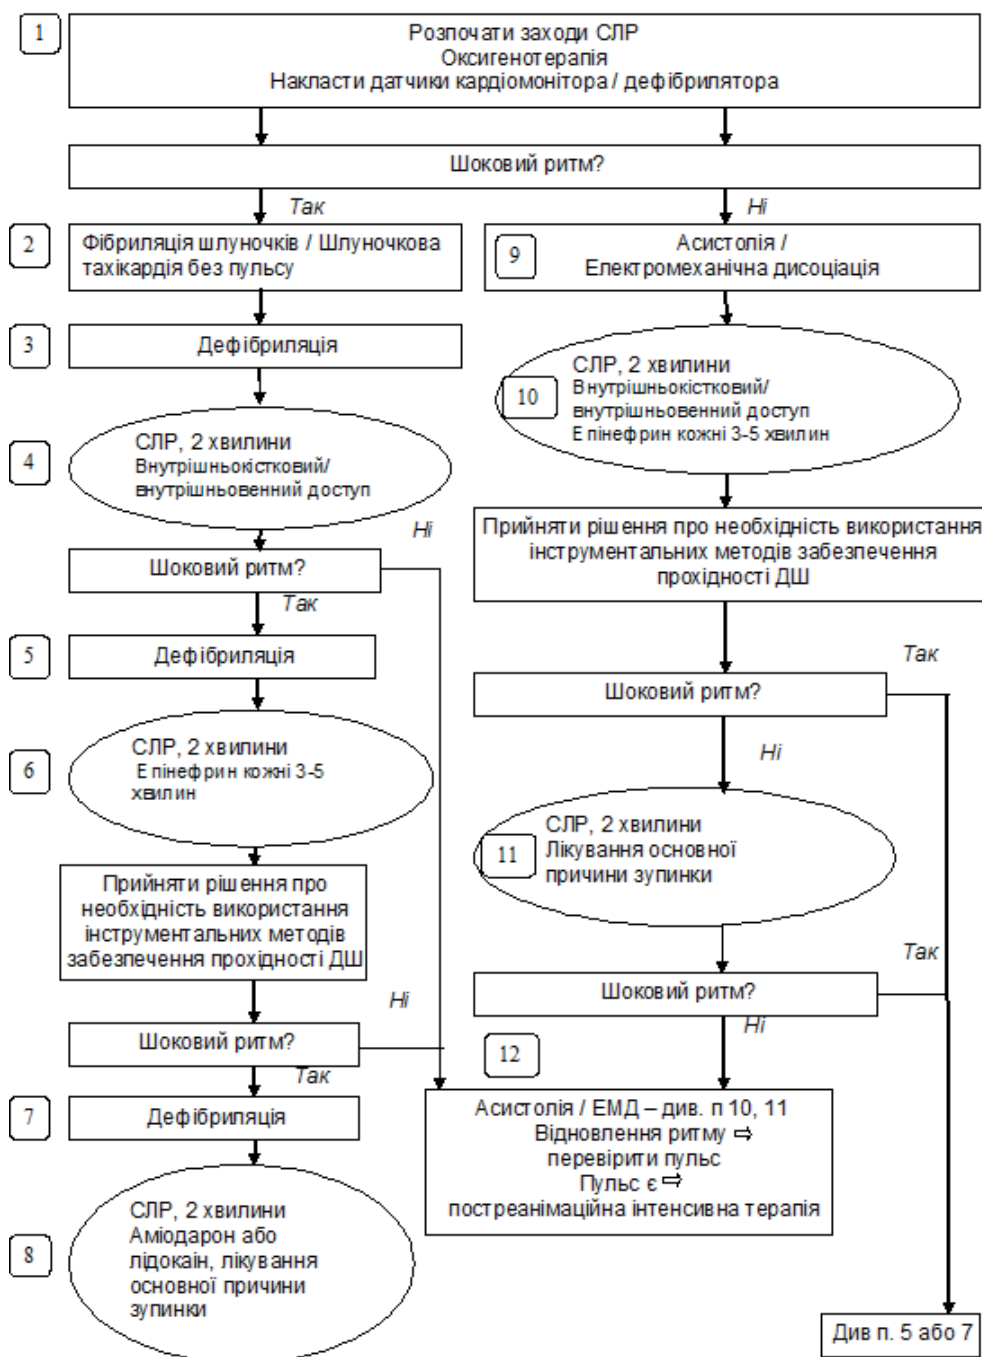 1
Розпочати заходи СЛР
Оксигенотерапія
Накласти датчики кардіомонітора / дефібрилятора
Шоковий ритм?
Так
Ні
2
Фібриляція шлуночків / Шлуночкова
тахікардія без пульсу
9
Асистолія /
Електромеханічна дисоціація
3
Дефібриляція
10
СЛР, 2 хвилини
Внутрішньокістковий/
внутрішньовенний доступ
Е пінефрин кожні 3-5 хвилин
4
СЛР, 2 хвилини
Внутрішньокістковий/
внутрішньовенний доступ
Ні
Прийняти рішення про необхідність використання
інструментальних методів забезпечення
прохідності ДШ
Шоковий ритм?
Так
5
Дефібриляція
Так
Шоковий ритм?
Ні
6
СЛР, 2 хвилини
Е пінефрин кожні 3-5
хвилин
11
СЛР, 2 хвилини
Лікування основної
причини зупинки
Прийняти рішення про
необхідність використання
інструментальних методів
забезпечення прохідності ДШ
Так
Ні
Шоковий ритм?
Ні
Шоковий ритм?
Так
12
7
Дефібриляція
Асистолія / ЕМД – див. п 10, 11
Відновлення ритму ⇨
перевірити пульс
Пульс є ⇨
постреанімаційна інтенсивна терапія
8
СЛР, 2 хвилини
Аміодарон або
лідокаїн, лікування
основної причини
зупинки
Див п. 5 або 7